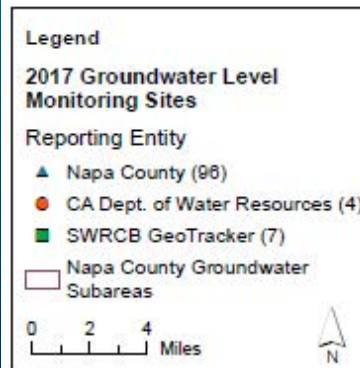 Legend
2017 Groundwater Level
Monitoring Sites
Reporting Entity
Napa County (96)
CA Dept. of Water Resources (4)
SWRCB GeoTracker (7)
Napa County Groundwater
Subareas
0 2 4
Miles
N